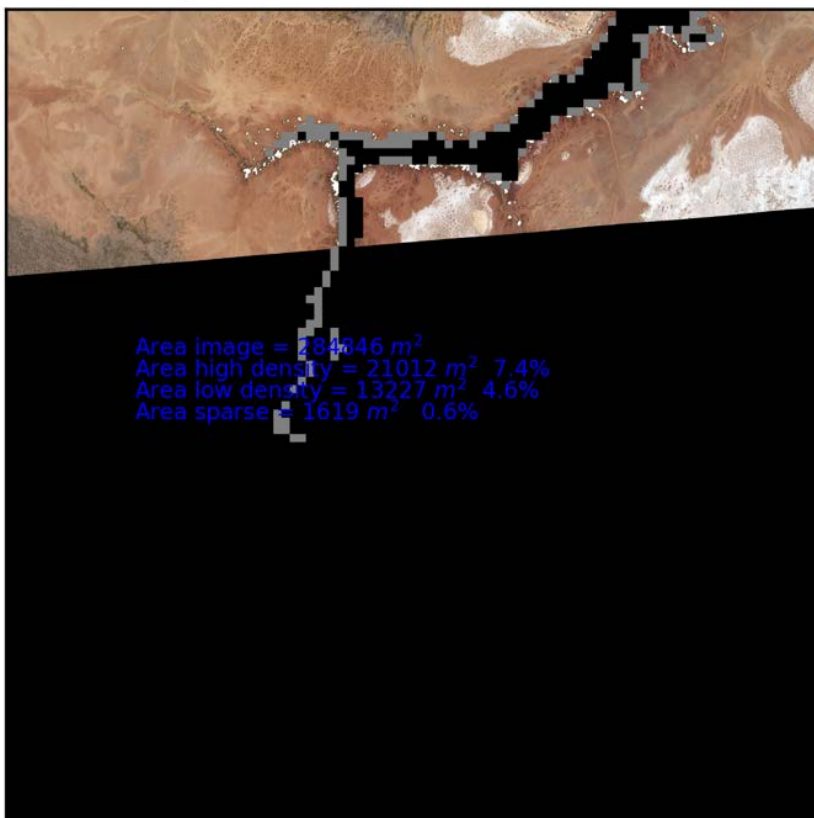 Area image = 284846 m²
Area high density = 21012 m² 7.4%
Area low density = 13227 m² 4.6%
Area sparse = 1619 m² 0.6%